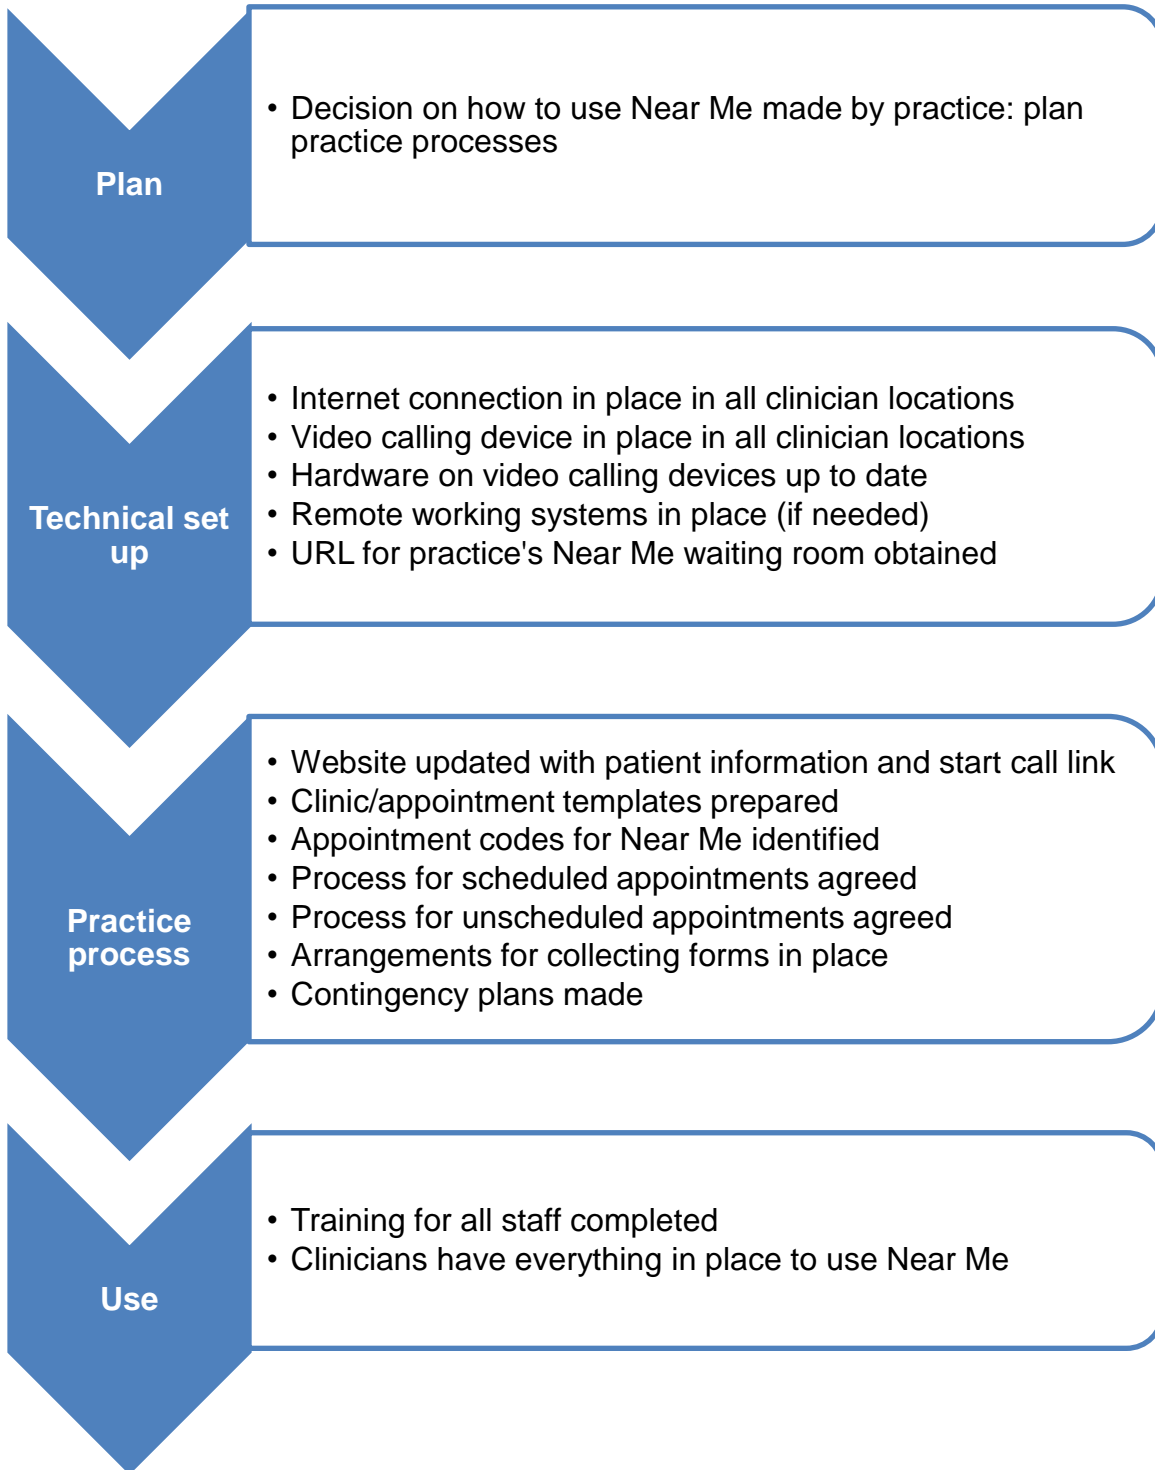 Plan
• Decision on how to use Near Me made by practice: plan
practice processes
Technical set
up
• Internet connection in place in all clinician locations
• Video calling device in place in all clinician locations
• Hardware on video calling devices up to date
• Remote working systems in place (if needed)
• URL for practice's Near Me waiting room obtained
Practice
process
• Website updated with patient information and start call link
• Clinic/appointment templates prepared
• Appointment codes for Near Me identified
• Process for scheduled appointments agreed
• Process for unscheduled appointments agreed
• Arrangements for collecting forms in place
• Contingency plans made
Use
• Training for all staff completed
• Clinicians have everything in place to use Near Me